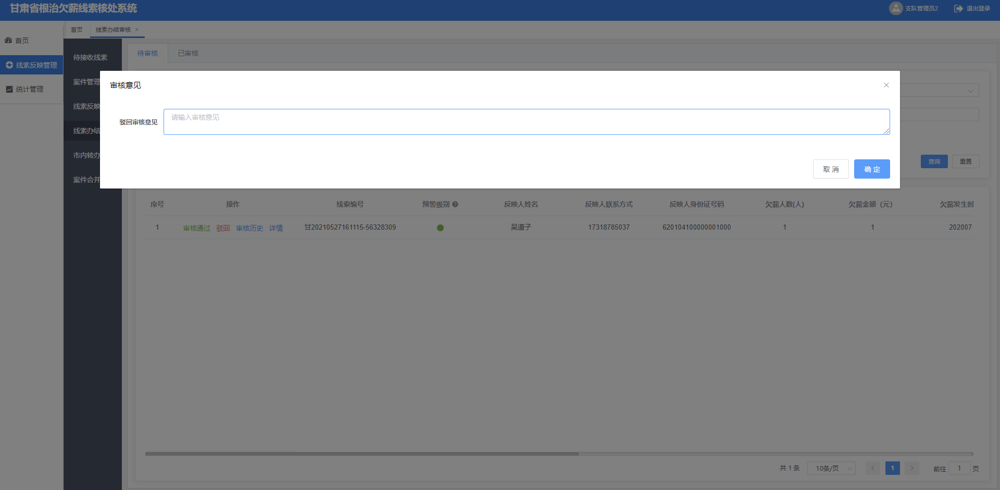 甘肃省根治欠薪线索核处系统
支队管理员2
退出登录
首页
线索办结审核
首页
线索反映管理
统计管理
待接收线索
案件管理
线索反映
线索办结
市内转办
案件合并
待审核
已审核
审核意见
驳回审核意见
请输入审核意见
取 消
确 定
查询
重置
序号 操作 线索编号 预警级别 反映人姓名 反映人联系方式 反映人身份证号码 欠薪人数(人) 欠薪金额（元） 欠薪发生时
1 审核通过 驳回 审核历史 详情 甘20210527161115-56328309 吴道子 17318785037 620104100000001000 1 1 202007
共 1 条 10条/页 1 前往 1 页